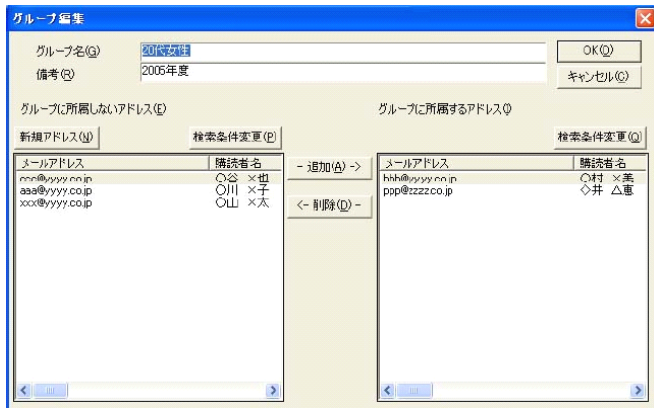 グループ編集
グループ名(G) 20代女性 OK(O)
備考(R) 2005年度 キャンセル(C)
グループに所属しないアドレス(E) グループに所属するアドレス(I)
新規アドレス(N) 検索条件変更(P) 検索条件変更(Q)
メールアドレス 購読者名 - 追加(A) -> メールアドレス 購読者名
ccc@yyyy.co.jp ○谷 ×也 bbb@yyyy.co.jp ○村 ×美
aaa@yyyy.co.jp ○川 ×子 ppp@zzzz.co.jp ◇井 △恵
xxx@yyyy.co.jp ○山 ×太 <- 削除(D) -